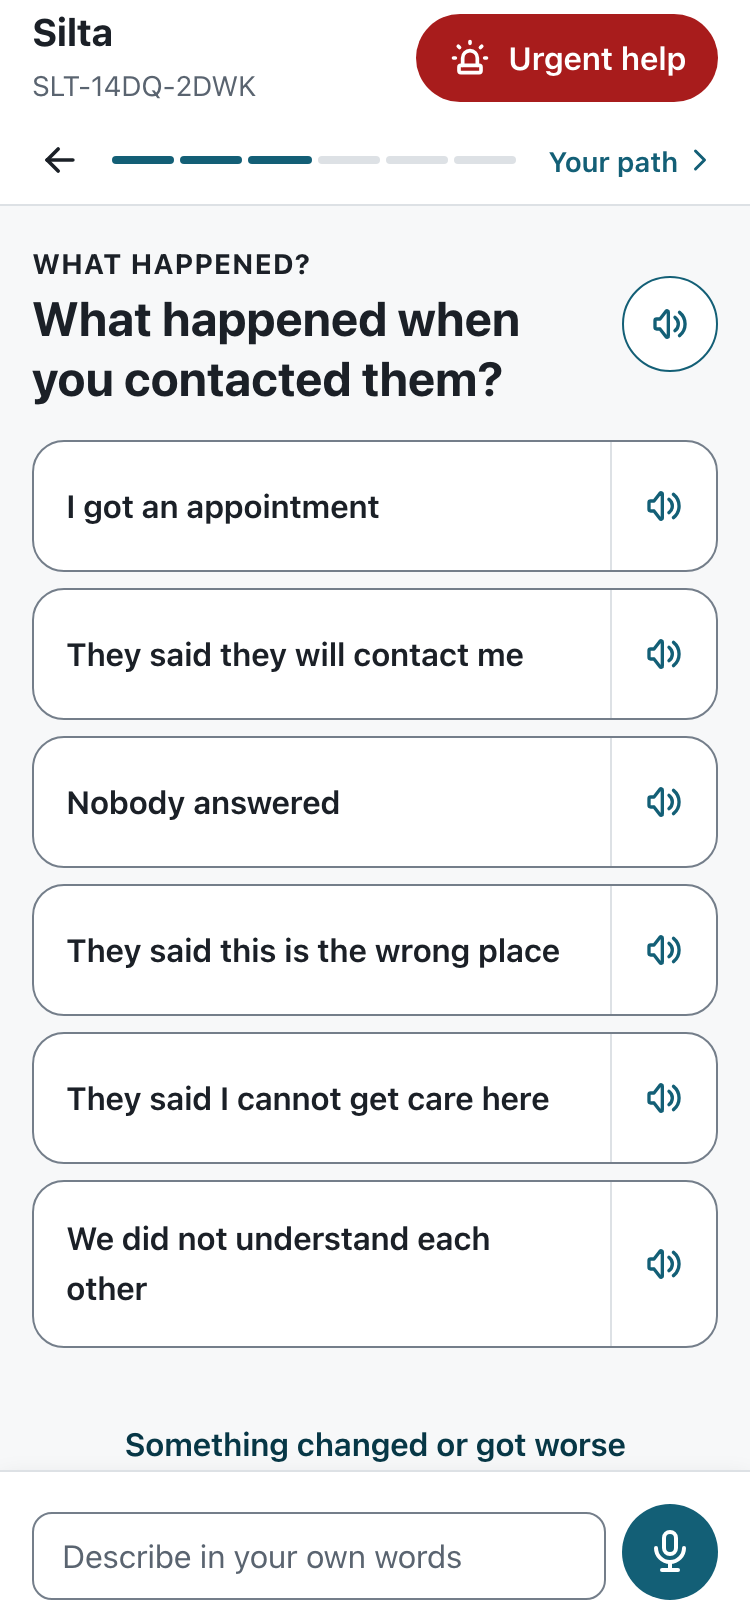 Silta
Urgent help
SLT-14DQ-2DWK
Your path
WHAT HAPPENED?
What happened when
you contacted them?
I got an appointment
They said they will contact me
Nobody answered
They said this is the wrong place
They said I cannot get care here
We did not understand each
other
Something changed or got worse
Describe in your own words